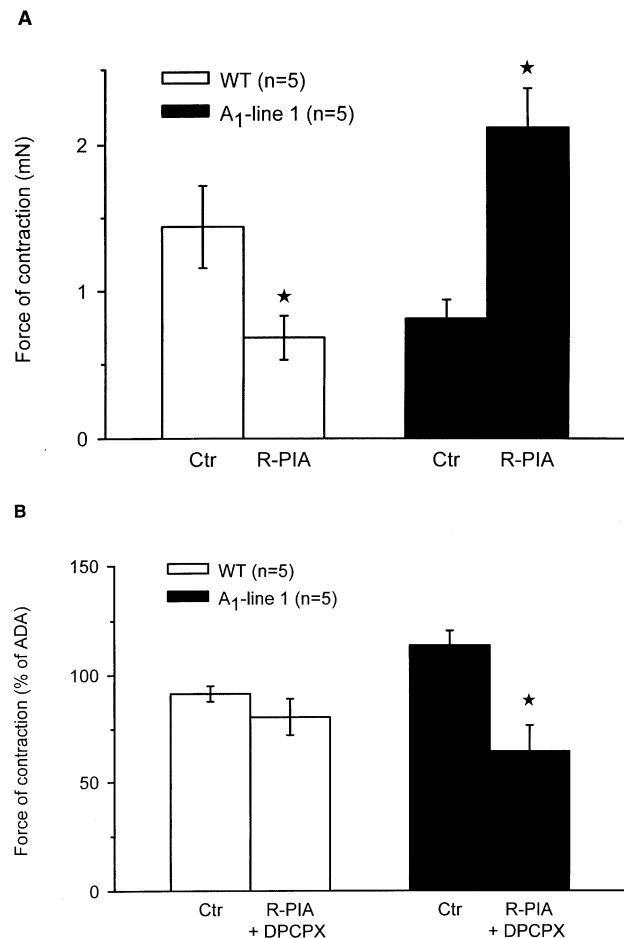 A
WT (n=5)
A1-line 1 (n=5)
Force of contraction (mN)
2
1
0
★
★
Ctr
R-PIA
Ctr
R-PIA
B
WT (n=5)
A1-line 1 (n=5)
Force of contraction (% of ADA)
150
100
50
0
★
Ctr
R-PIA
+ DPCPX
Ctr
R-PIA
+ DPCPX